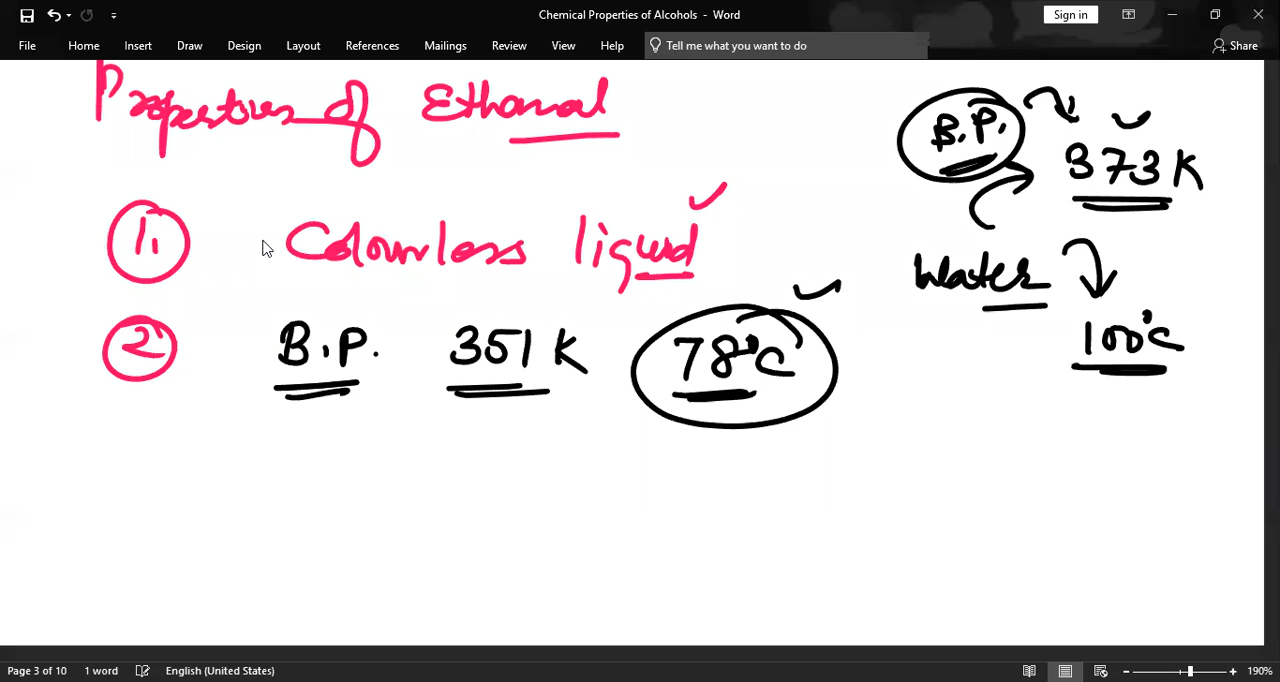 Chemical Properties of Alcohols - Word
Sign in
File Home Insert Draw Design Layout References Mailings Review View Help Tell me what you want to do Share
Properties of Ethanol
B.P. 373 K
1. Colourless liquid
Water 100°C
2 B.P. 351 K 78°C
Page 3 of 10 1 word English (United States) 190%